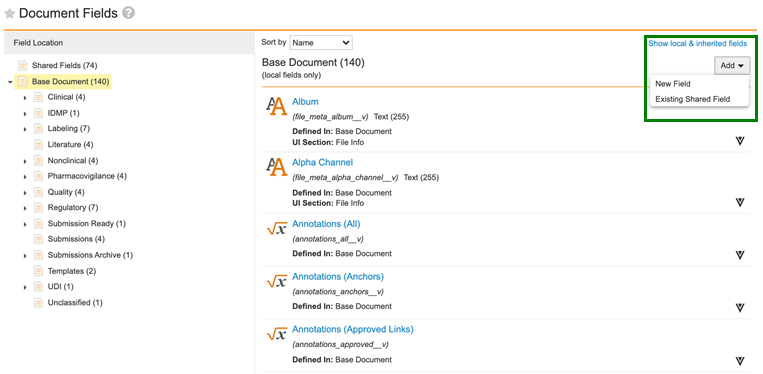 Document Fields ?
Field Location
Shared Fields (74)
Base Document (140)
Clinical (4)
IDMP (1)
Labeling (7)
Literature (4)
Nonclinical (4)
Pharmacovigilance (4)
Quality (4)
Regulatory (7)
Submission Ready (1)
Submissions (4)
Submissions Archive (1)
Templates (2)
UDI (1)
Unclassified (1)
Sort by Name
Show local & inherited fields
Base Document (140)
(local fields only)
Add
New Field
Existing Shared Field
Album
(file_meta_album__v) Text (255)
Defined In: Base Document
UI Section: File Info
Alpha Channel
(file_meta_alpha_channel__v) Text (255)
Defined In: Base Document
UI Section: File Info
Annotations (All)
(annotations_all__v)
Defined In: Base Document
Annotations (Anchors)
(annotations_anchors__v)
Defined In: Base Document
Annotations (Approved Links)
(annotations_approved__v)
Defined In: Base Document